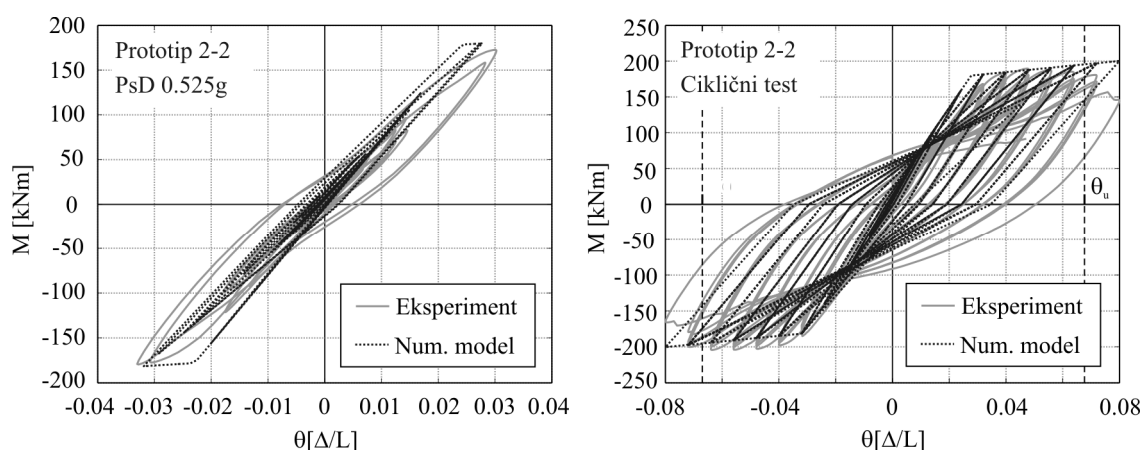 Prototip 2-2
PsD 0.525g
M [kNm]
200
150
100
50
0
-50
-100
-150
-200
-0.04
-0.03
-0.02
-0.01
0
0.01
0.02
0.03
0.04
θ[Δ/L]
Eksperiment
Num. model
Prototip 2-2
Ciklični test
M [kNm]
250
200
150
100
50
0
-50
-100
-150
-200
-250
-0.08
-0.04
0
0.04
0.08
θ[Δ/L]
θu
Eksperiment
Num. model